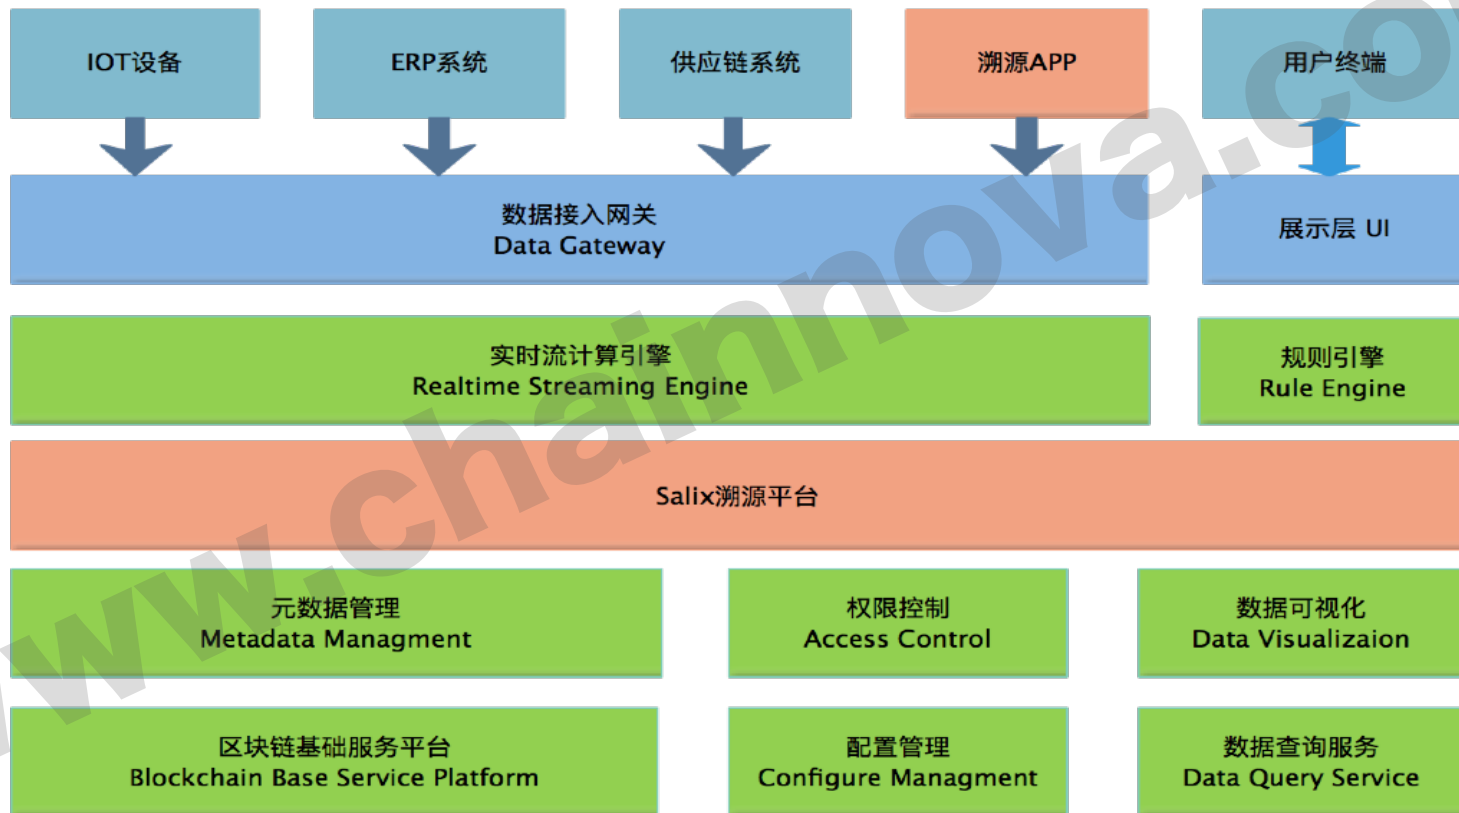 IOT设备
ERP系统
供应链系统
溯源APP
用户终端
数据接入网关
Data Gateway
展示层 UI
实时流计算引擎
Realtime Streaming Engine
规则引擎
Rule Engine
Salix溯源平台
元数据管理
Metadata Managment
权限控制
Access Control
数据可视化
Data Visualizaion
区块链基础服务平台
Blockchain Base Service Platform
配置管理
Configure Managment
数据查询服务
Data Query Service
www.chainnova.com